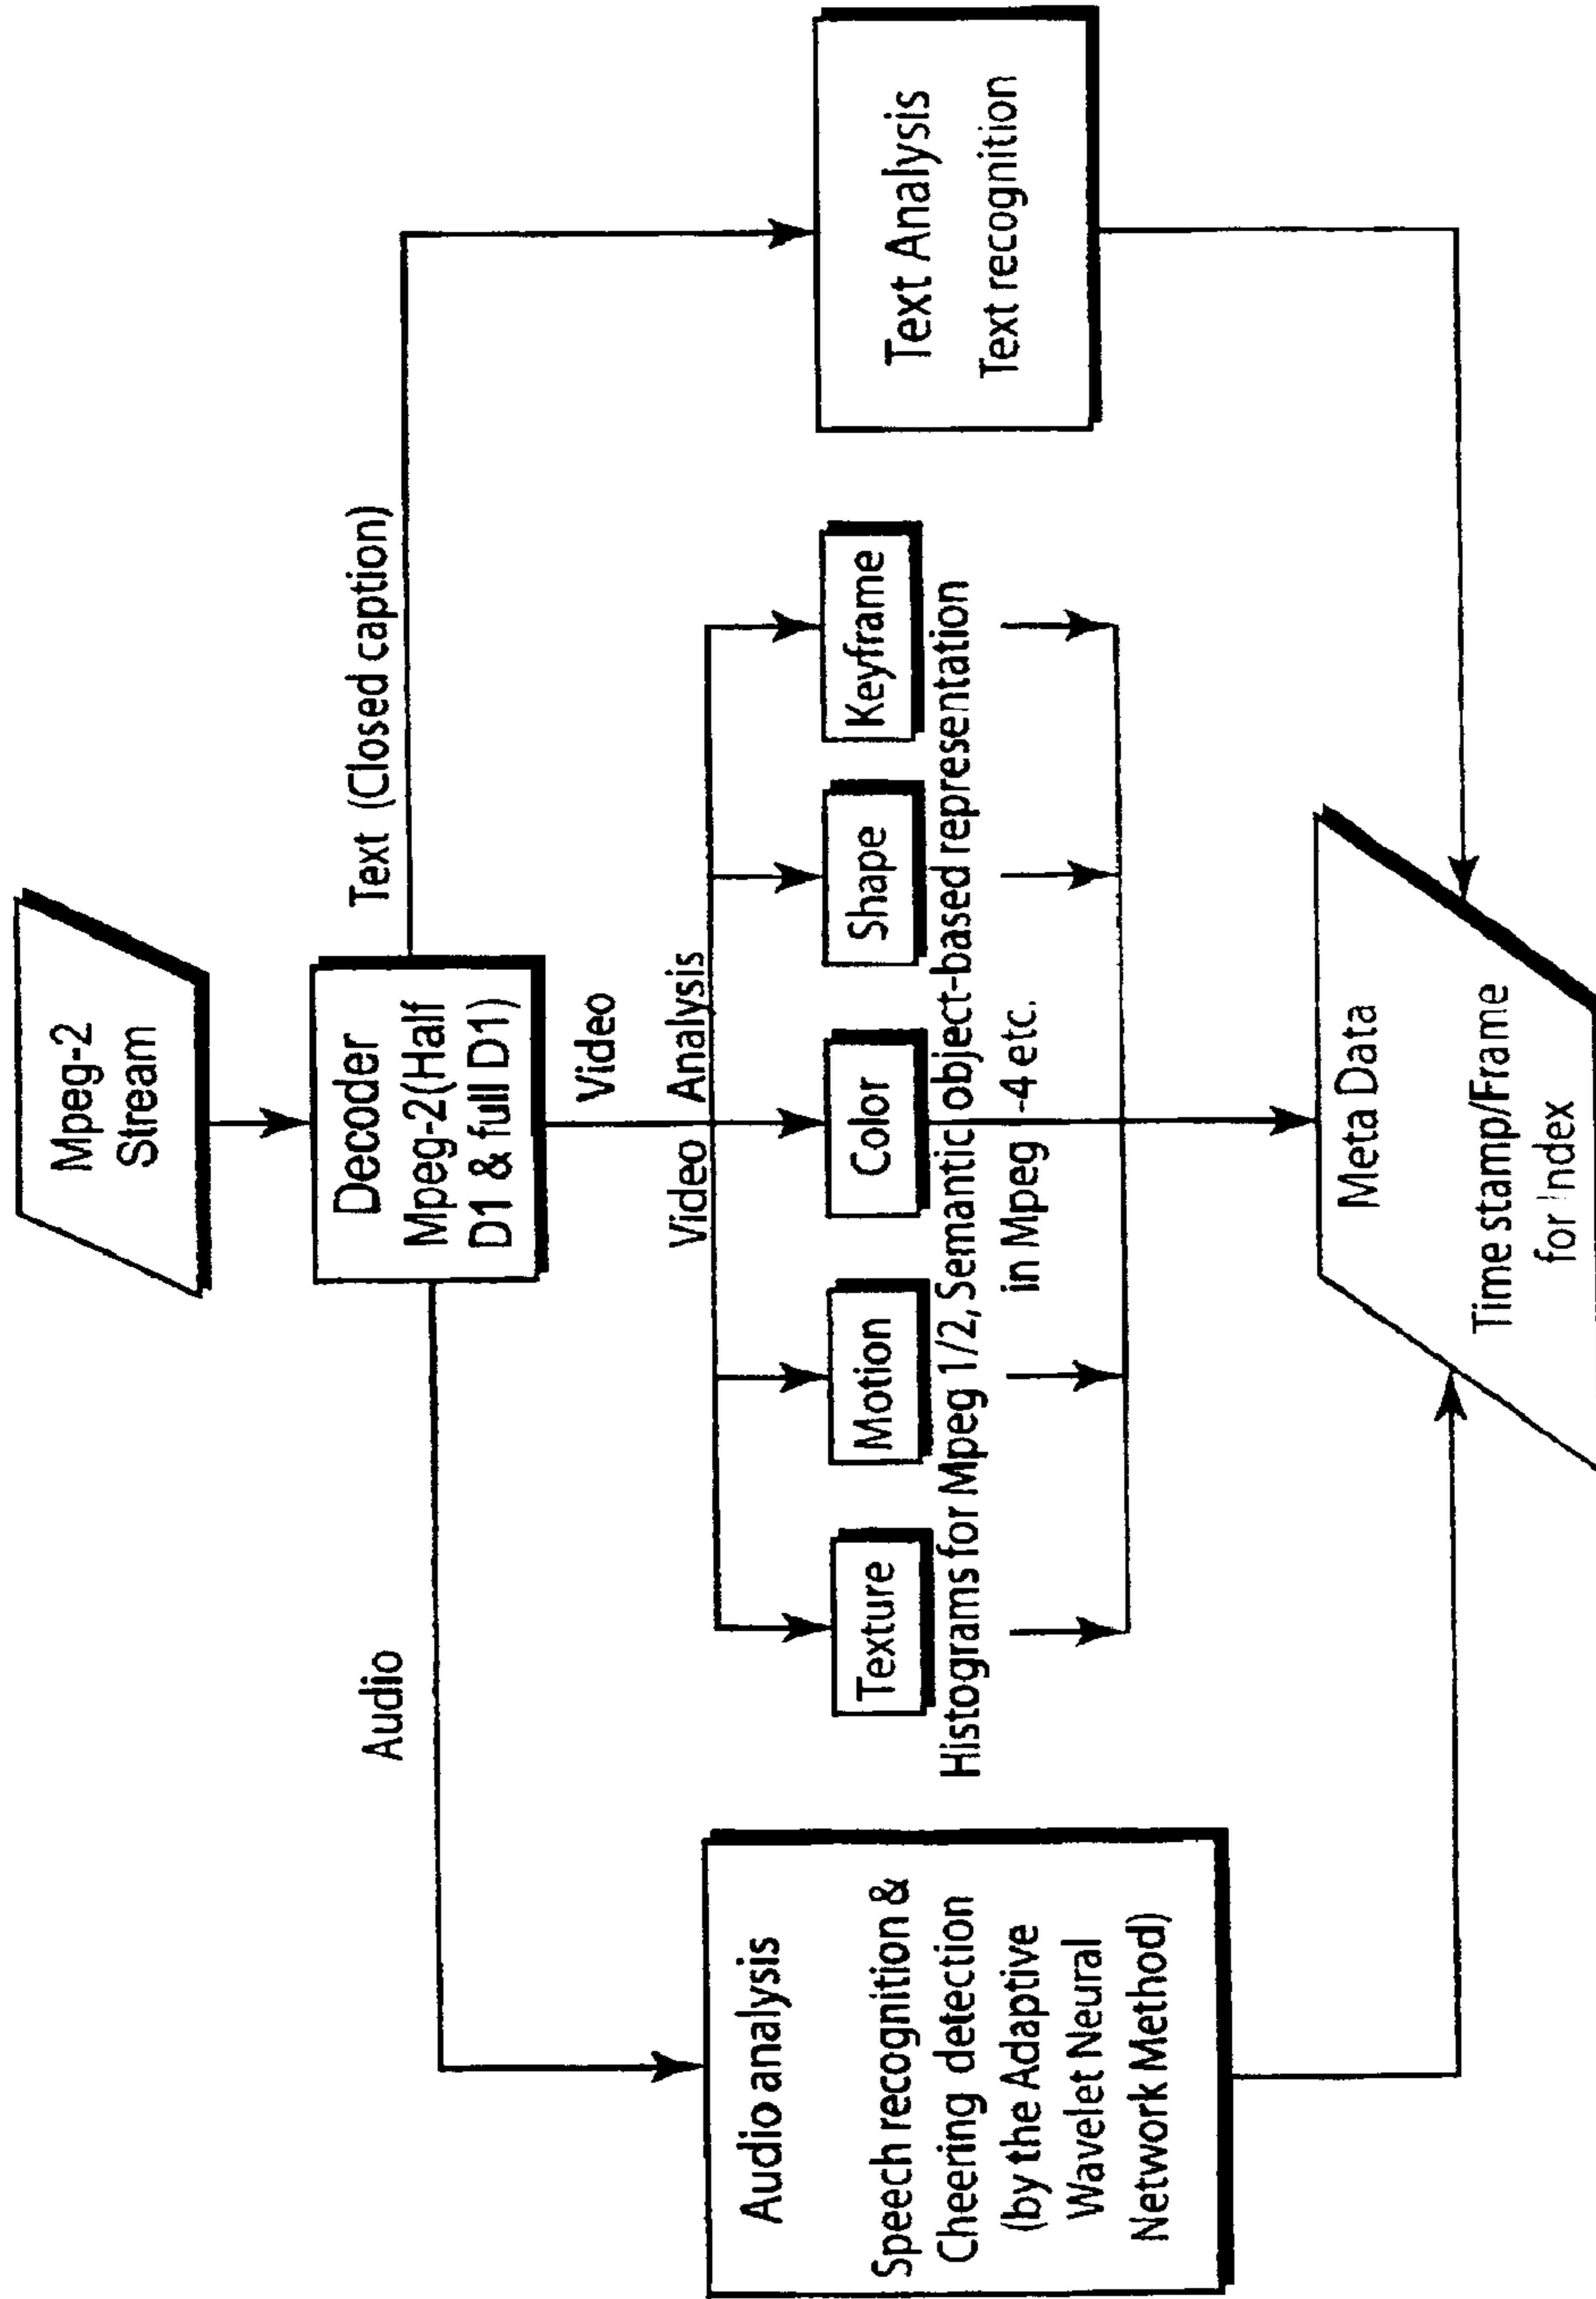 Mpeg-2
Stream
Decoder
Mpeg-2(Half
D1 & full D1)
Audio
Text (Closed caption)
Video
Video Analysis
Audio analysis
Speech recognition &
Cheering detection
(by the Adaptive
Wavelet Neural
Network Method)
Texture
Motion
Color
Shape
Keyframe
Histograms for Mpeg 1/2, Semantic object-based representation
in Mpeg -4 etc.
Text Analysis
Text recognition
Meta Data
Time stamp/Frame
for Index